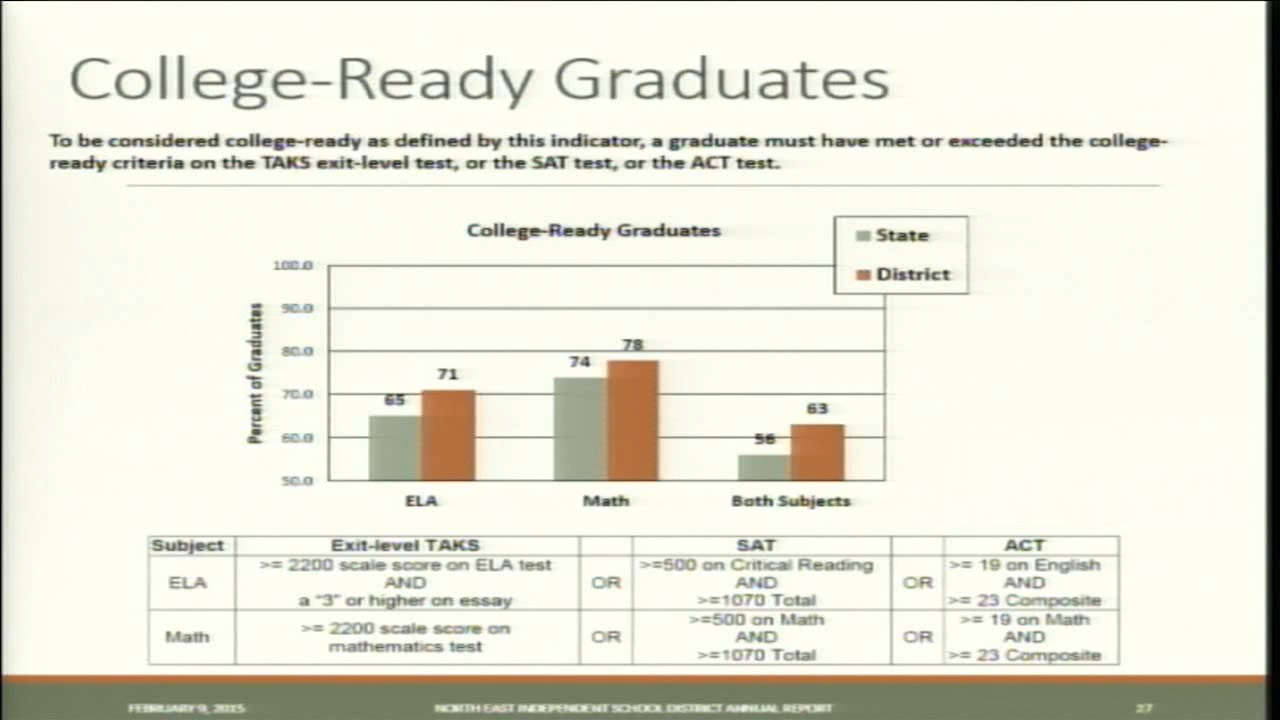 College-Ready Graduates
To be considered college-ready as defined by this indicator, a graduate must have met or exceeded the college-
ready criteria on the TAKS exit-level test, or the SAT test, or the ACT test.
College-Ready Graduates
State
District
Percent of Graduates
100.0
90.0
80.0
70.0
60.0
50.0
65
71
74
78
56
63
ELA Math Both Subjects
Subject Exit-level TAKS SAT ACT
>= 2200 scale score on ELA test >=500 on Critical Reading >= 19 on English
ELA AND OR AND OR AND
a "3" or higher on essay >=1070 Total >= 23 Composite
>= 2200 scale score on >=500 on Math >= 19 on Math
Math OR AND OR AND
mathematics test >=1070 Total >= 23 Composite
FEBRUARY 9, 2015 NORTH EAST INDEPENDENT SCHOOL DISTRICT ANNUAL REPORT 27